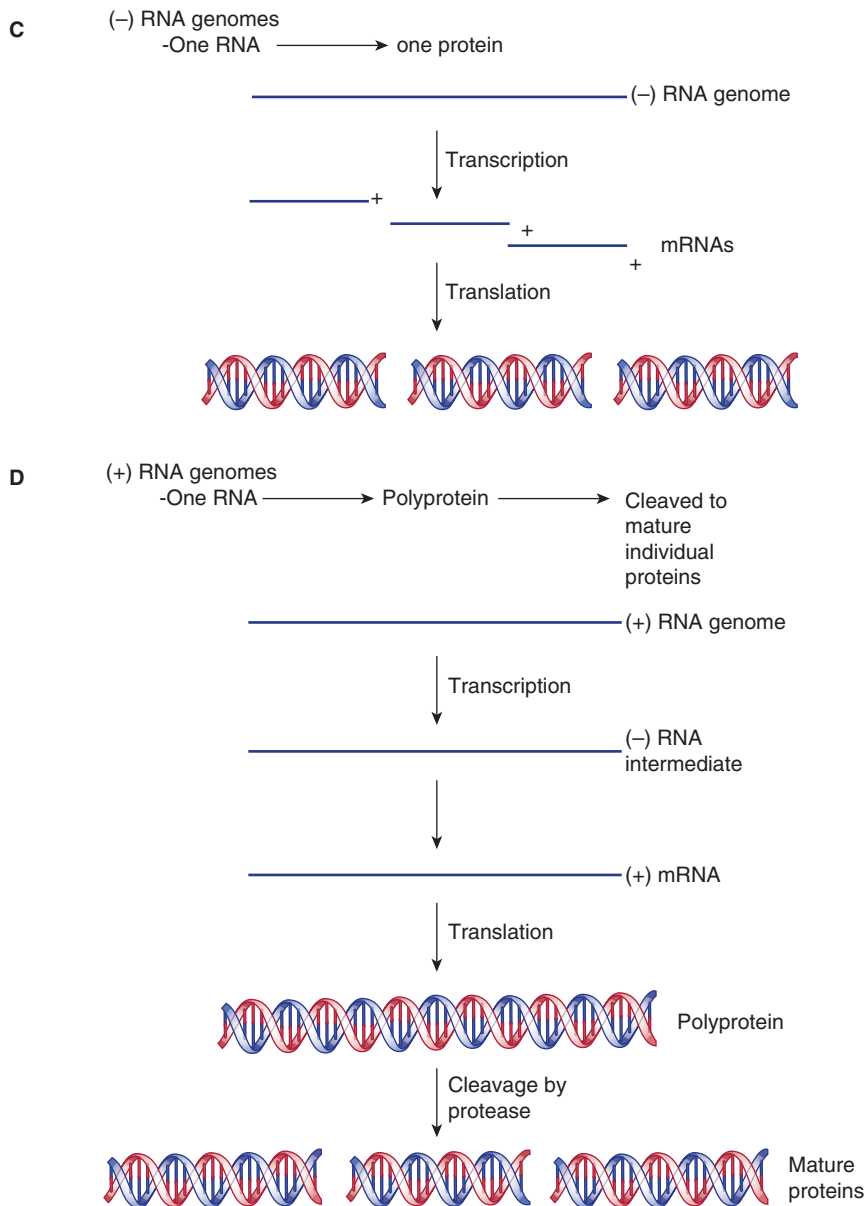 C
(–) RNA genomes
-One RNA → one protein
(–) RNA genome
Transcription
+
+
+
mRNAs
Translation
D
(+) RNA genomes
-One RNA → Polyprotein → Cleaved to
mature
individual
proteins
(+) RNA genome
Transcription
(–) RNA
intermediate
(+) mRNA
Translation
Polyprotein
Cleavage by
protease
Mature
proteins